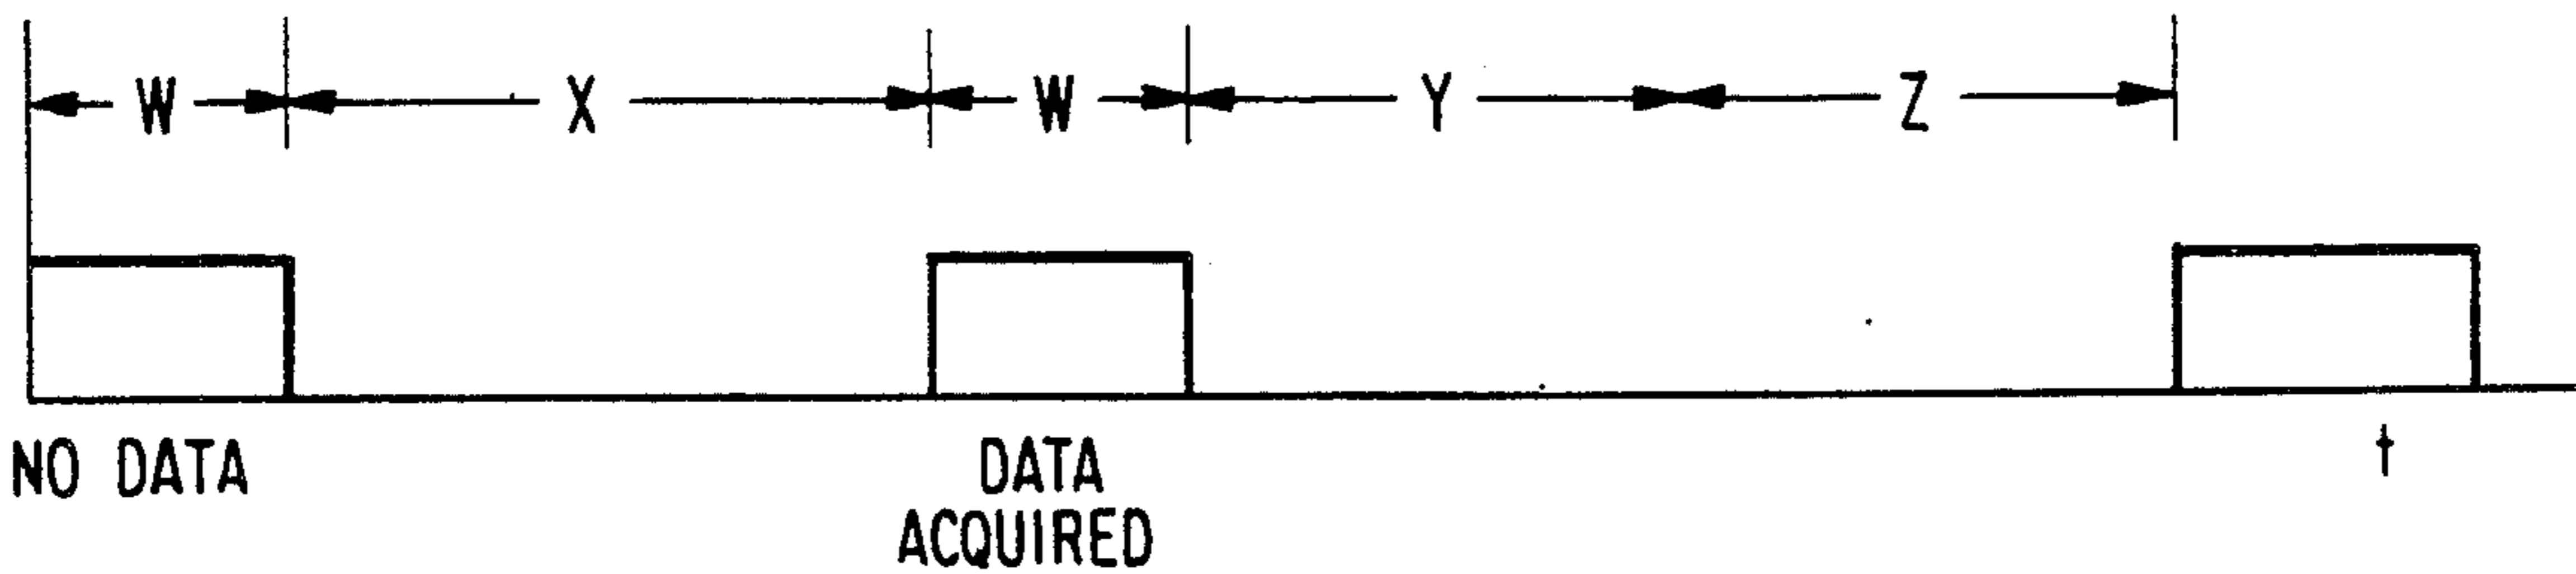 W X W Y Z
NO DATA
DATA
ACQUIRED
t